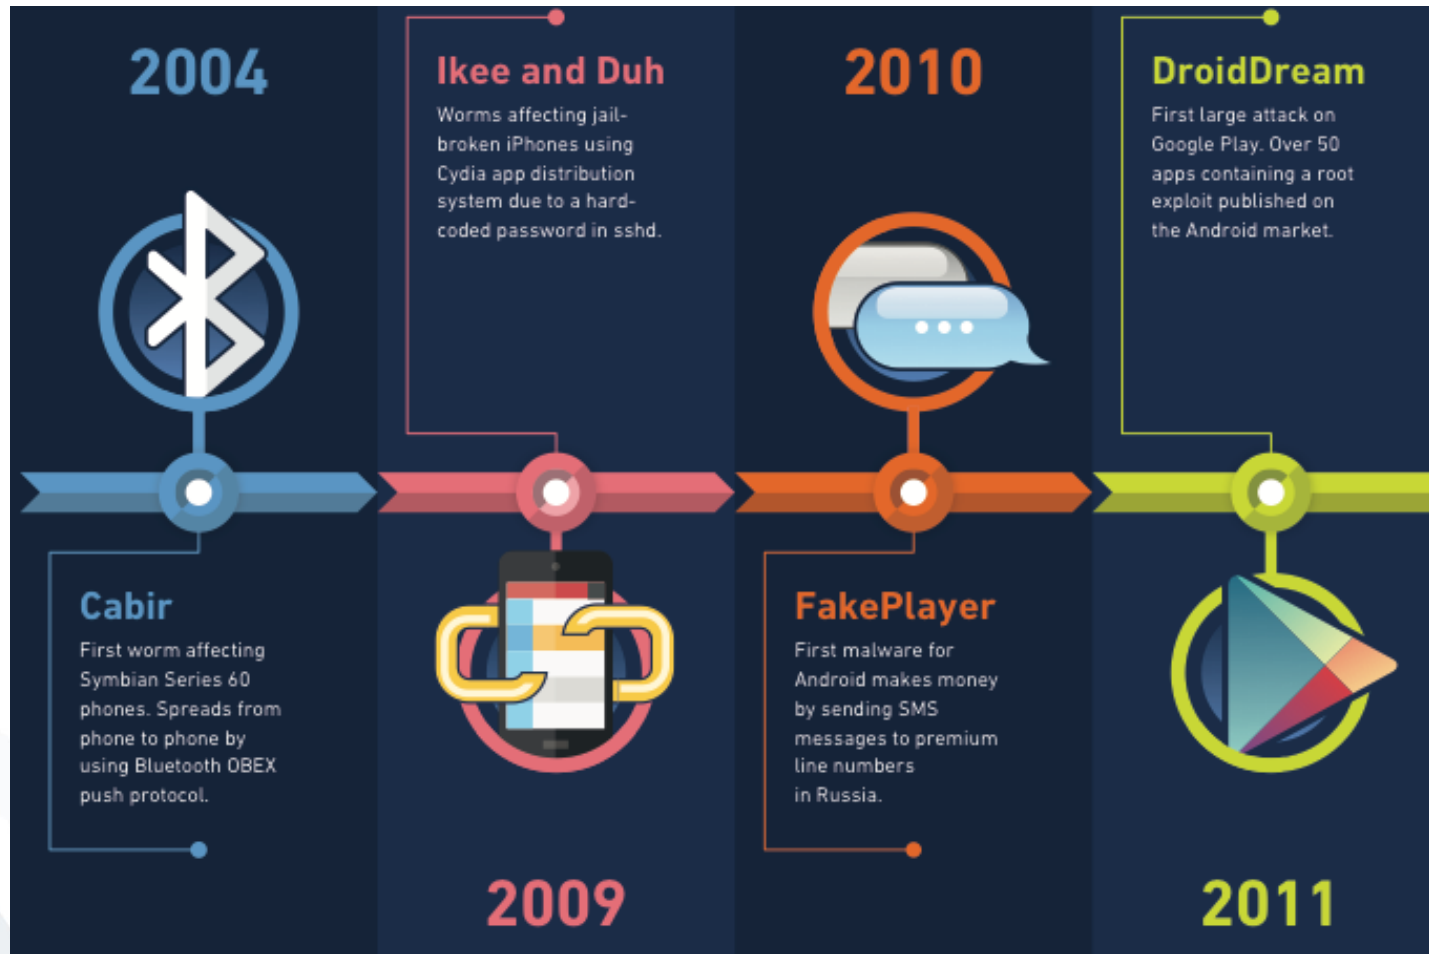 2004
Cabir
First worm affecting
Symbian Series 60
phones. Spreads from
phone to phone by
using Bluetooth OBEX
push protocol.
Ikee and Duh
Worms affecting jail-
broken iPhones using
Cydia app distribution
system due to a hard-
coded password in sshd.
2009
2010
FakePlayer
First malware for
Android makes money
by sending SMS
messages to premium
line numbers
in Russia.
DroidDream
First large attack on
Google Play. Over 50
apps containing a root
exploit published on
the Android market.
2011